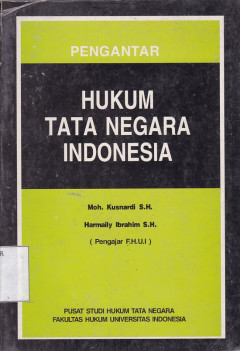 PENGANTAR
HUKUM
TATA NEGARA
INDONESIA
Moh. Kusnardi S.H.
Harmaily Ibrahim S.H.
( Pengajar F.H.U.I )
PUSAT STUDI HUKUM TATA NEGARA
FAKULTAS HUKUM UNIVERSITAS INDONESIA